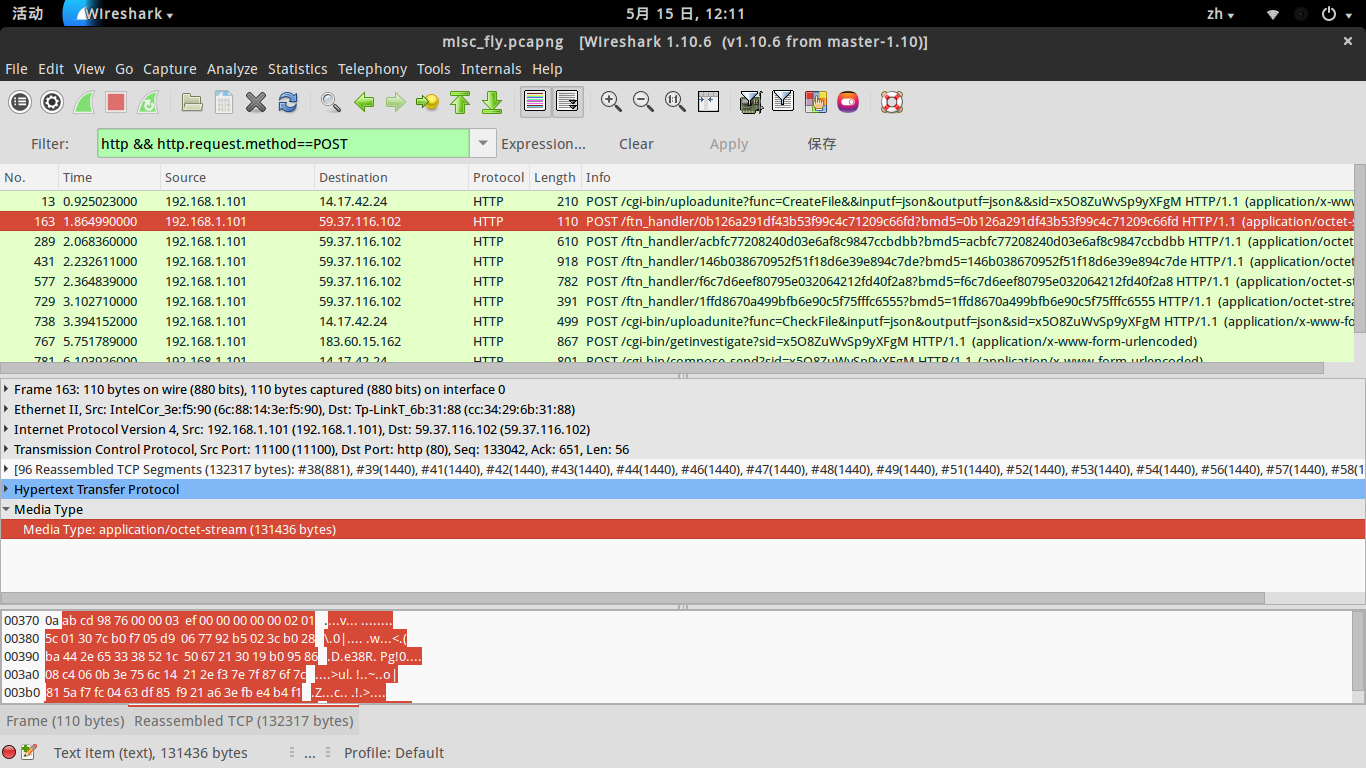 活动 Wireshark 5月 15 日, 12:11 zh
misc_fly.pcapng [Wireshark 1.10.6 (v1.10.6 from master-1.10)]
File Edit View Go Capture Analyze Statistics Telephony Tools Internals Help
Filter: http && http.request.method==POST Expression... Clear Apply 保存
No. Time Source Destination Protocol Length Info
13 0.925023000 192.168.1.101 14.17.42.24 HTTP 210 POST /cgi-bin/uploadunite?func=CreateFile&&inputf=json&outputf=json&&sid=x5O8ZuWvSp9yXFgM HTTP/1.1 (application/x-www
163 1.864990000 192.168.1.101 59.37.116.102 HTTP 110 POST /ftn_handler/0b126a291df43b53f99c4c71209c66fd?bmd5=0b126a291df43b53f99c4c71209c66fd HTTP/1.1 (application/octet-s
289 2.068360000 192.168.1.101 59.37.116.102 HTTP 610 POST /ftn_handler/acbfc77208240d03e6af8c9847ccbdbb?bmd5=acbfc77208240d03e6af8c9847ccbdbb HTTP/1.1 (application/octet
431 2.232611000 192.168.1.101 59.37.116.102 HTTP 918 POST /ftn_handler/146b038670952f51f18d6e39e894c7de?bmd5=146b038670952f51f18d6e39e894c7de HTTP/1.1 (application/octet
577 2.364839000 192.168.1.101 59.37.116.102 HTTP 782 POST /ftn_handler/f6c7d6eef80795e032064212fd40f2a8?bmd5=f6c7d6eef80795e032064212fd40f2a8 HTTP/1.1 (application/octet-st
729 3.102710000 192.168.1.101 59.37.116.102 HTTP 391 POST /ftn_handler/1ffd8670a499bfb6e90c5f75fffc6555?bmd5=1ffd8670a499bfb6e90c5f75fffc6555 HTTP/1.1 (application/octet-strea
738 3.394152000 192.168.1.101 14.17.42.24 HTTP 499 POST /cgi-bin/uploadunite?func=CheckFile&inputf=json&outputf=json&sid=x5O8ZuWvSp9yXFgM HTTP/1.1 (application/x-www-for
767 5.751789000 192.168.1.101 183.60.15.162 HTTP 867 POST /cgi-bin/getinvestigate?sid=x5O8ZuWvSp9yXFgM HTTP/1.1 (application/x-www-form-urlencoded)
781 6.103926000 192.168.1.101 14.17.42.24 HTTP 801 POST /cgi-bin/compose_send?sid=x5O8ZuWvSp9yXFgM HTTP/1.1 (application/x-www-form-urlencoded)
Frame 163: 110 bytes on wire (880 bits), 110 bytes captured (880 bits) on interface 0
Ethernet II, Src: IntelCor_3e:f5:90 (6c:88:14:3e:f5:90), Dst: Tp-LinkT_6b:31:88 (cc:34:29:6b:31:88)
Internet Protocol Version 4, Src: 192.168.1.101 (192.168.1.101), Dst: 59.37.116.102 (59.37.116.102)
Transmission Control Protocol, Src Port: 11100 (11100), Dst Port: http (80), Seq: 133042, Ack: 651, Len: 56
[96 Reassembled TCP Segments (132317 bytes): #38(881), #39(1440), #41(1440), #42(1440), #43(1440), #44(1440), #46(1440), #47(1440), #48(1440), #49(1440), #51(1440), #52(1440), #53(1440), #54(1440), #56(1440), #57(1440), #58(1
Hypertext Transfer Protocol
Media Type
Media Type: application/octet-stream (131436 bytes)
00370 0a ab cd 98 76 00 00 03 ef 00 00 00 00 00 02 01 ....v... ........
00380 5c 01 30 7c b0 f7 05 d9 06 77 92 b5 02 3c b0 28 \.0|.... .w...<.(
00390 ba 44 2e 65 33 38 52 1c 50 67 21 30 19 b0 95 86 .D.e38R. Pg!0....
003a0 08 c4 06 0b 3e 75 6c 14 21 2e f3 7e 7f 87 6f 7c ....>ul. !..~..o|
003b0 81 5a f7 fc 04 63 df 85 f9 21 a6 3e fb e4 b4 f1 .Z...c.. .!.>....
Frame (110 bytes) Reassembled TCP (132317 bytes)
Text item (text), 131436 bytes ... Profile: Default